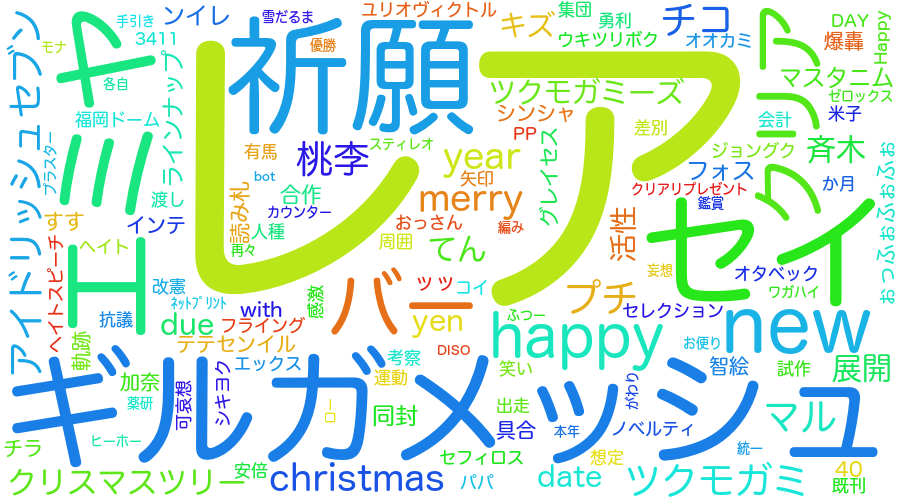 雪だるま
集団
ユリオヴィクトル
キズ
勇利
チコ
DAY
Happy
手引き
ンイレ
モナ
3411
優勝
ウキツリボク
オオカミ
爆轟
各自
祈願
レア
クリア
マスタニム
ゼロックス
ミヤ
エ
セイ
アイドリッシュセブン
ラインナップ
福岡ドーム
ツクモガミーズ
シンシャ
PP
差別
米子
会計
スティレオ
有馬
桃李
year
グレイセス
ジョングク
斉木
ブラスター
bot
矢印
フォス
か月
渡し
合作
merry
クリアリプレゼント
鑑賞
読み札
カウンター
おっさん
編み
活性
おっふぉふぉふぉ
すす
インテ
人種
再々
周囲
てん
妄想
ヘイト
ヘイトスピーチ
オタベック
改憲
ネットプリント
感激
バー
ッツ
コイ
プチ
ワガハイ
with
セレクション
抗議
due
フライング
yen
ふつー
happy
new
軌跡
テテセンイル
DISO
お便り
エックス
考察
笑い
智絵
試作
展開
ギルガメッシュ
加奈
可哀想
シキヨク
運動
がわり
薬研
ロー
同封
出走
マル
チラ
ヒーホー
具合
本年
ノベルティ
統一
クリスマスツリー
安倍
christmas
セフィロス
パパ
想定
date
ツクモガミ
40
既刊